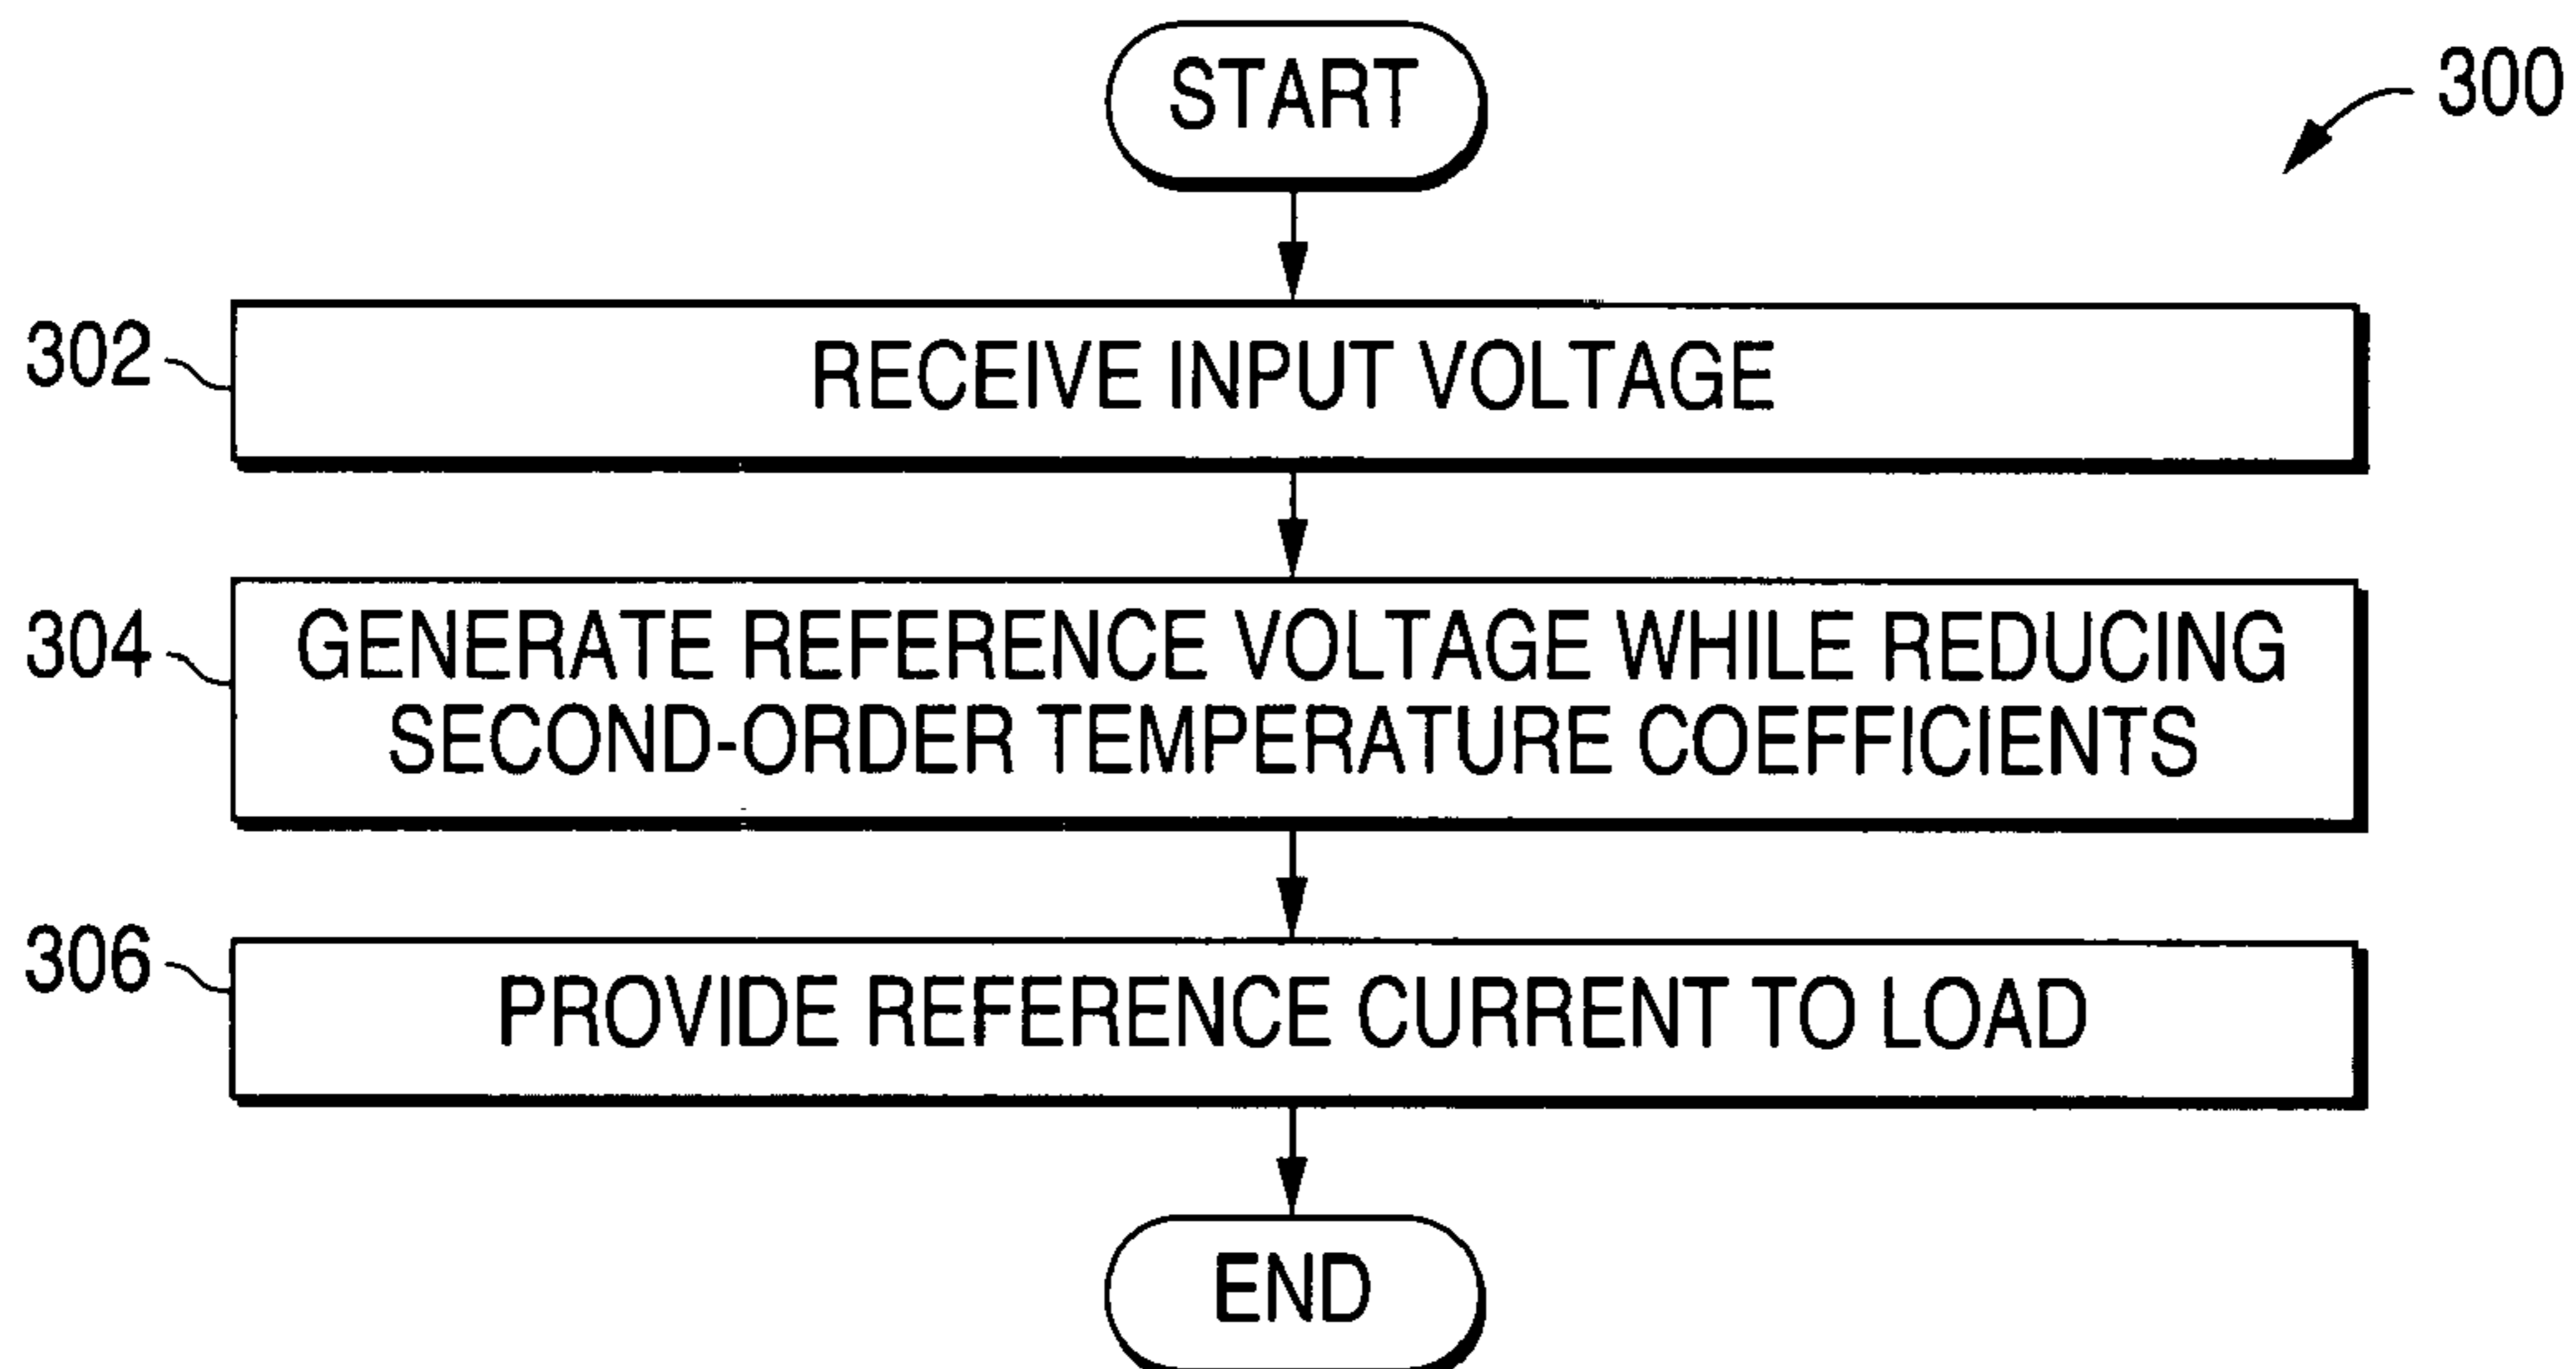 START
300
302
RECEIVE INPUT VOLTAGE
304
GENERATE REFERENCE VOLTAGE WHILE REDUCING
SECOND-ORDER TEMPERATURE COEFFICIENTS
306
PROVIDE REFERENCE CURRENT TO LOAD
END